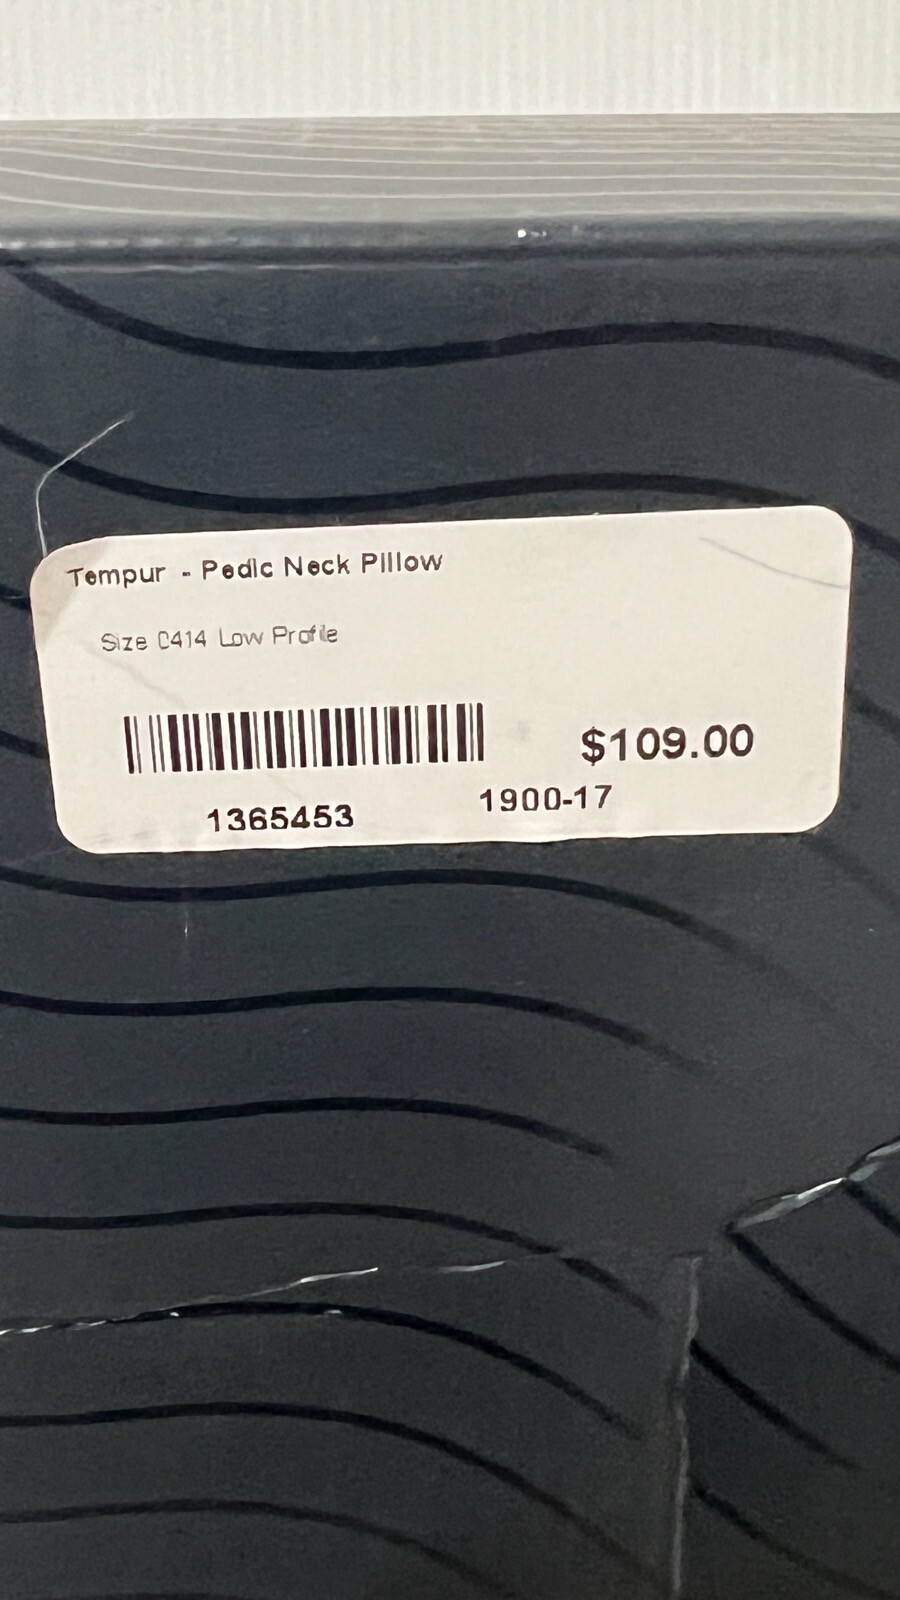 Tempur - Pedic Neck Pillow
Size C414 Low Profile
$109.00
1365453 1900-17